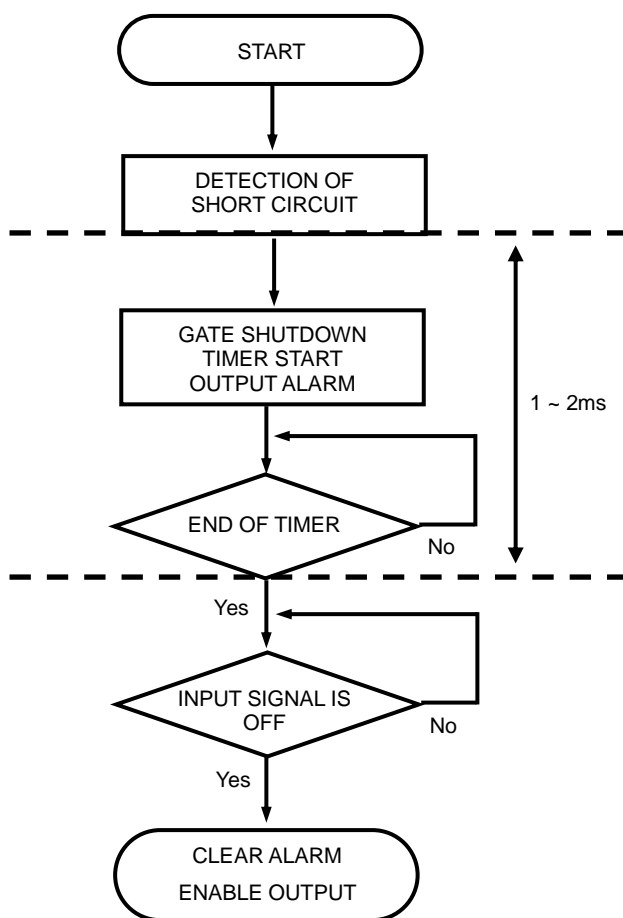 START
DETECTION OF
SHORT CIRCUIT
GATE SHUTDOWN
TIMER START
OUTPUT ALARM
1 ~ 2ms
END OF TIMER
No
Yes
INPUT SIGNAL IS
OFF
No
Yes
CLEAR ALARM
ENABLE OUTPUT